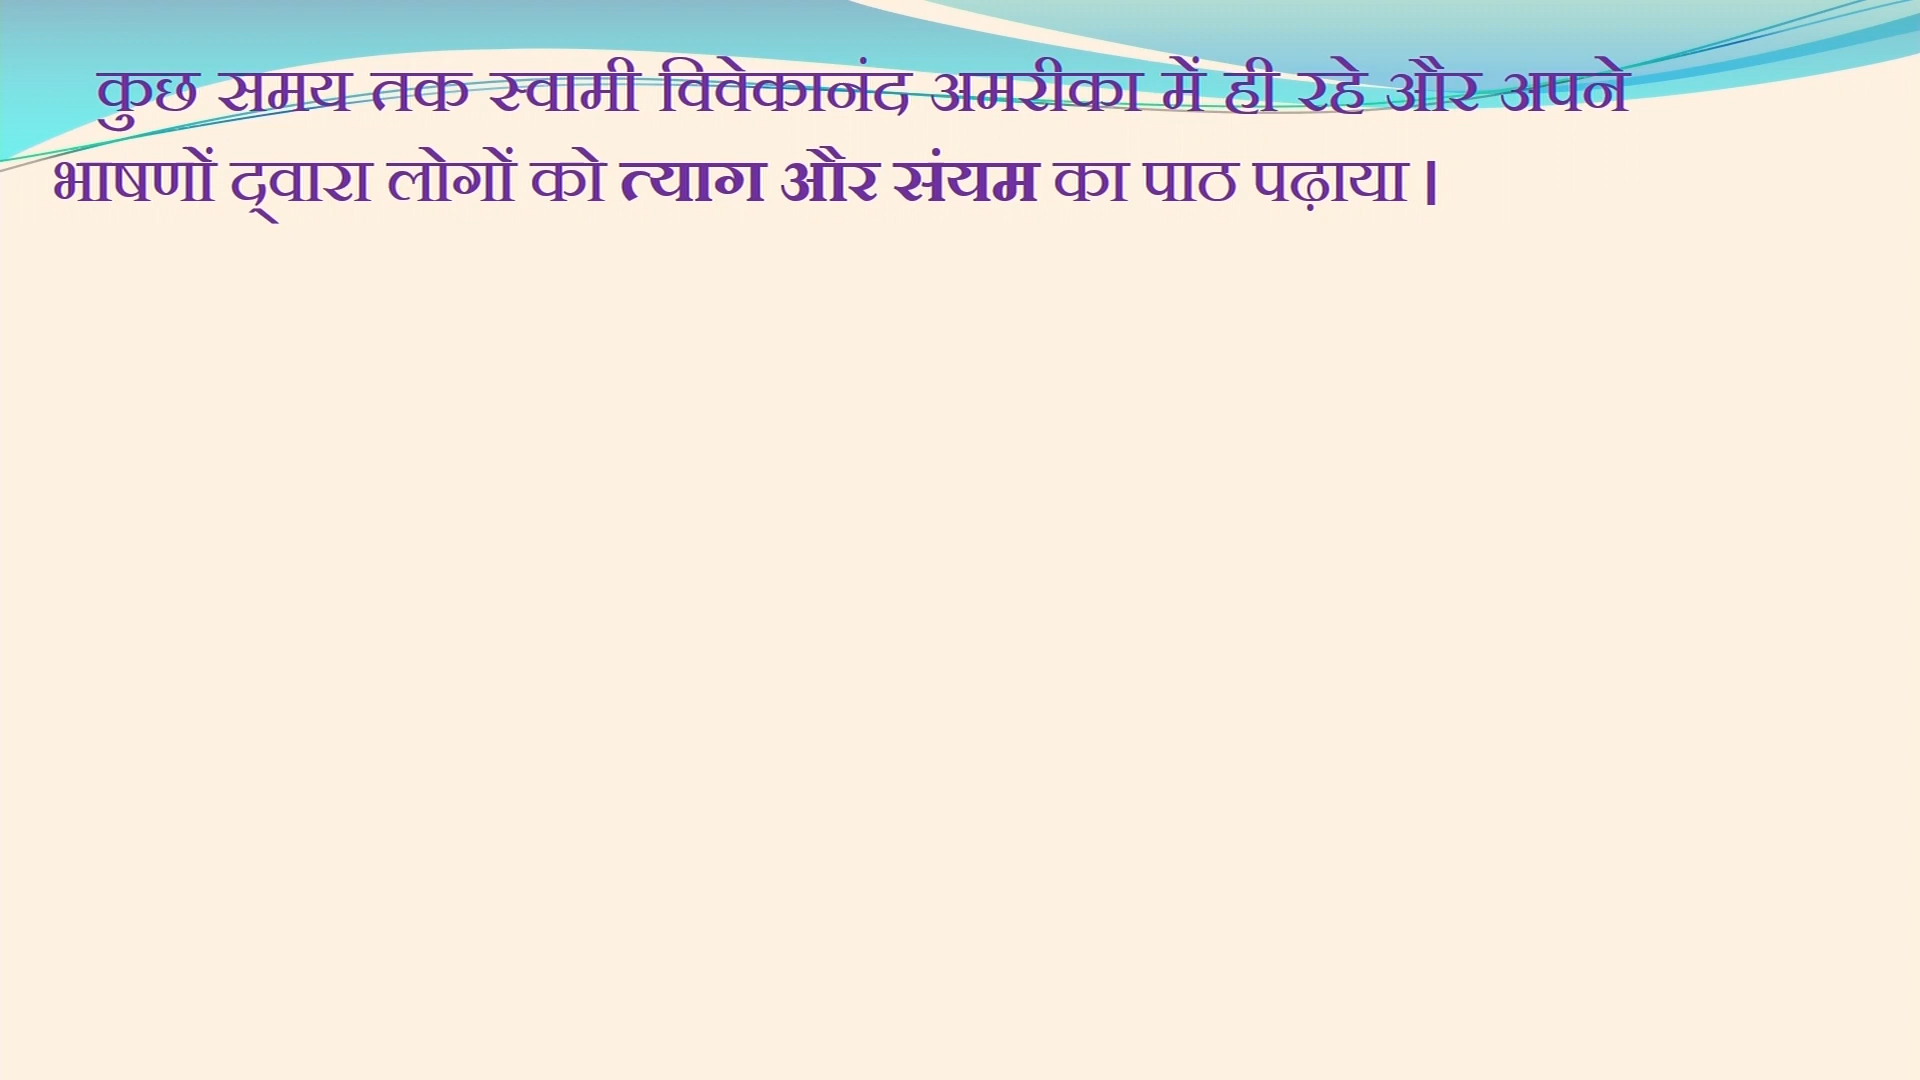 कुछ समय तक स्वामी विवेकानंद अमरीका में ही रहे और अपने
भाषणों द्‌वारा लोगों को त्याग और संयम का पाठ पढ़ाया।